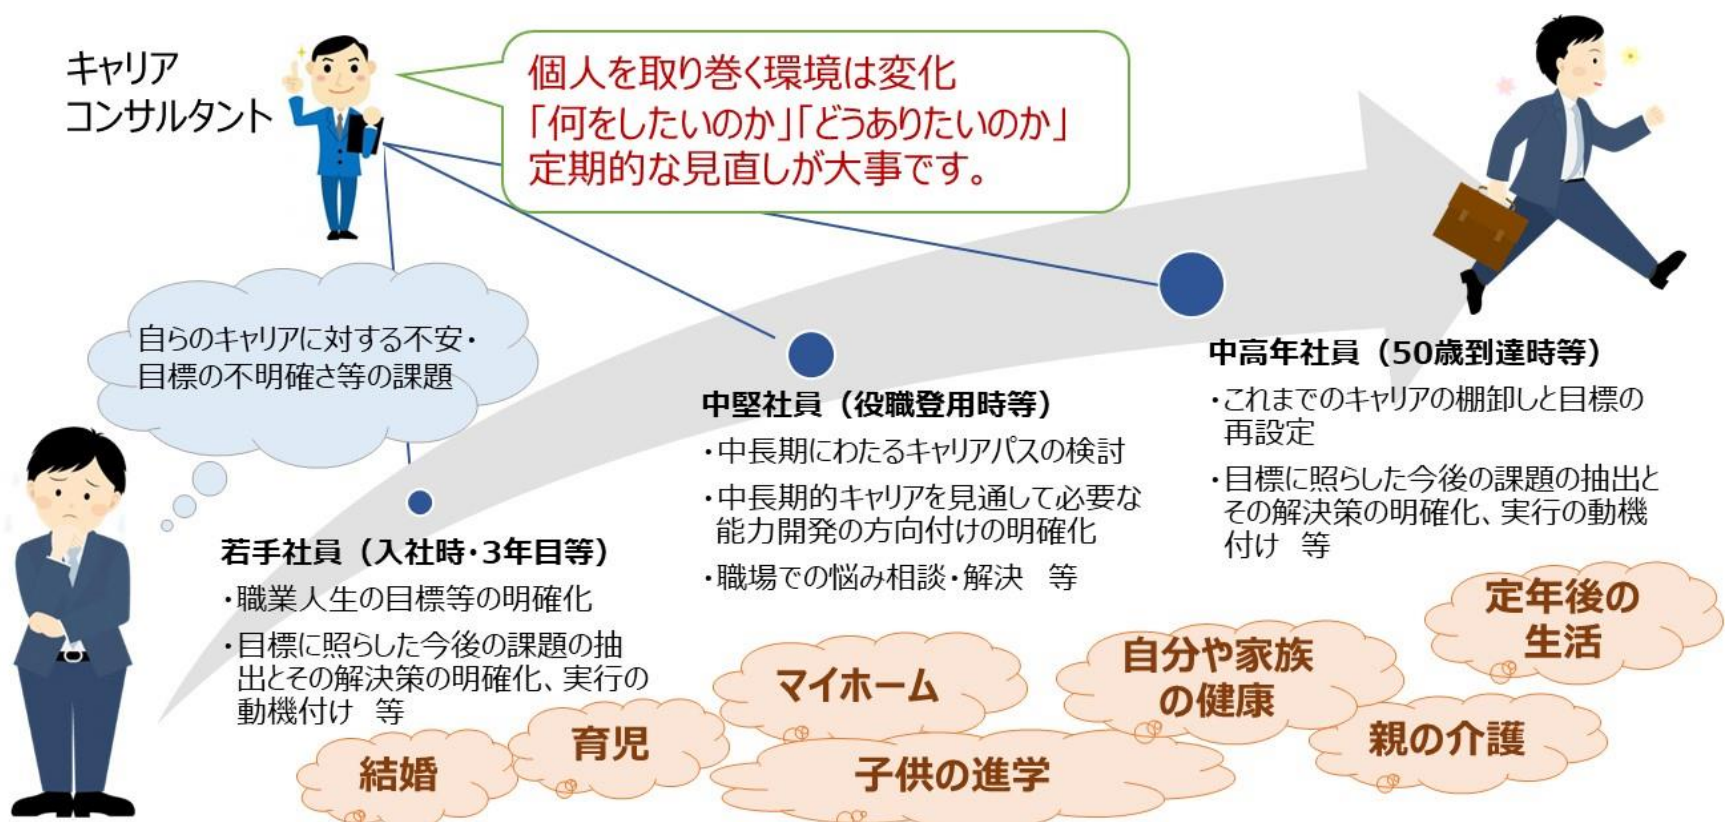 キャリア
コンサルタント
個人を取り巻く環境は変化
「何をしたいのか」「どうありたいのか」
定期的な見直しが大事です。
自らのキャリアに対する不安・
目標の不明確さ等の課題
若手社員（入社時・3年目等）
・職業人生の目標等の明確化
・目標に照らした今後の課題の抽
出とその解決策の明確化、実行の
動機付け　等
中堅社員（役職登用時等）
・中長期にわたるキャリアパスの検討
・中長期的キャリアを見通して必要な
能力開発の方向付けの明確化
・職場での悩み相談・解決　等
中高年社員（50歳到達時等）
・これまでのキャリアの棚卸しと目標の
再設定
・目標に照らした今後の課題の抽出と
その解決策の明確化、実行の動機
付け　等
結婚
育児
マイホーム
子供の進学
自分や家族
の健康
親の介護
定年後の
生活